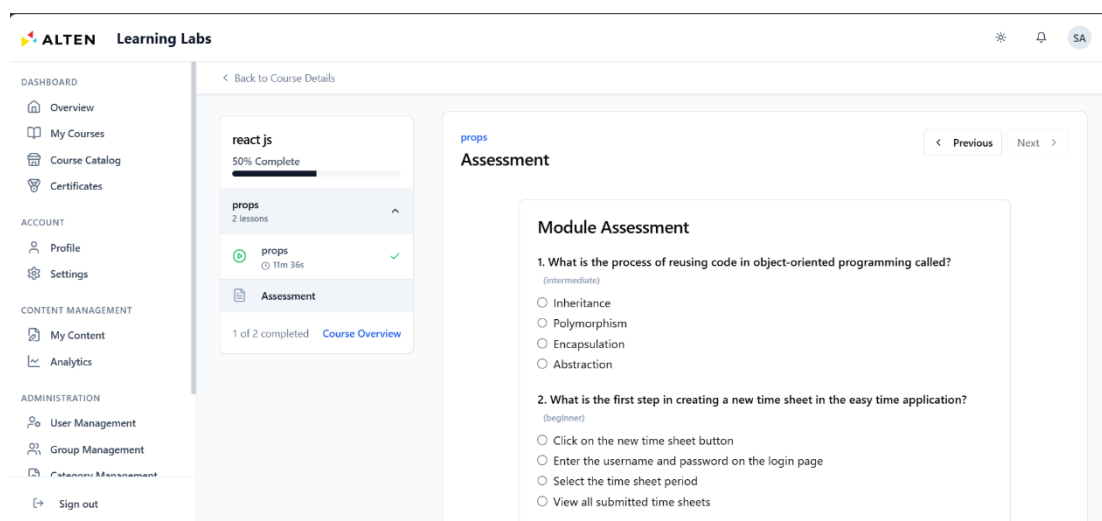 ALTEN Learning Labs
SA
DASHBOARD
Overview
My Courses
Course Catalog
Certificates
ACCOUNT
Profile
Settings
CONTENT MANAGEMENT
My Content
Analytics
ADMINISTRATION
User Management
Group Management
Category Management
Sign out
< Back to Course Details
react js
50% Complete
props
2 lessons
props
11m 36s
Assessment
1 of 2 completed Course Overview
props
Assessment
< Previous Next >
Module Assessment
1. What is the process of reusing code in object-oriented programming called?
(intermediate)
Inheritance
Polymorphism
Encapsulation
Abstraction
2. What is the first step in creating a new time sheet in the easy time application?
(beginner)
Click on the new time sheet button
Enter the username and password on the login page
Select the time sheet period
View all submitted time sheets